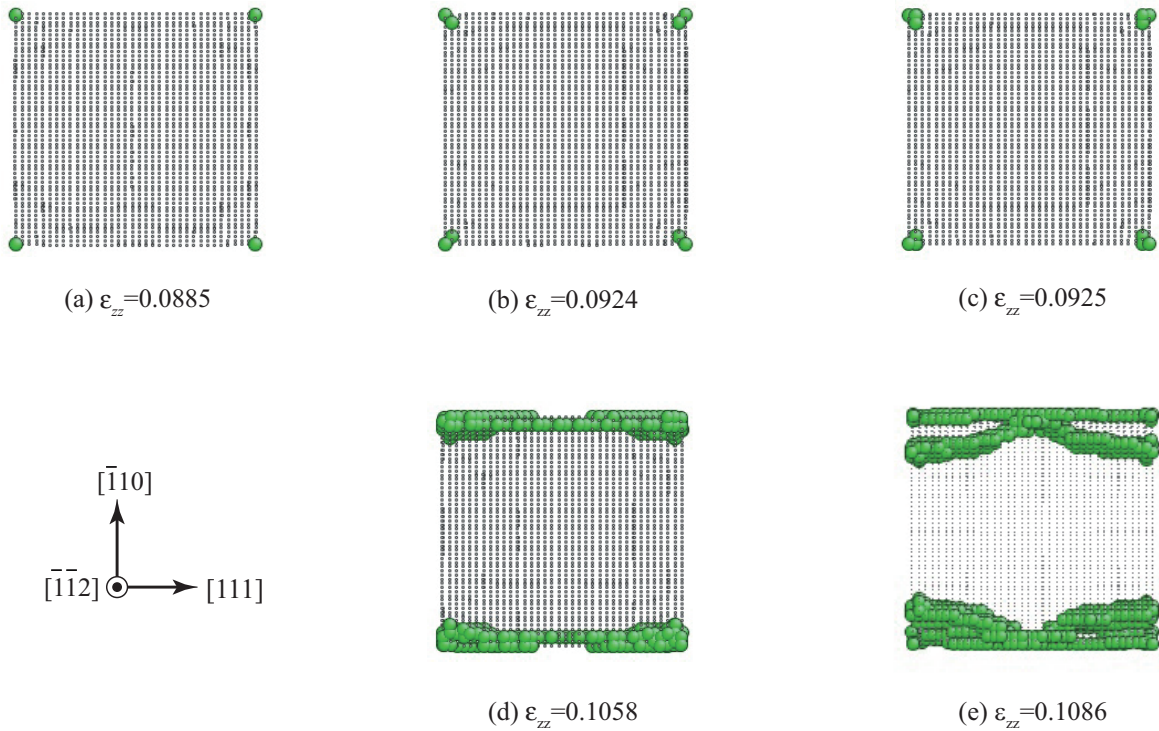 (a) ε_zz=0.0885
(b) ε_zz=0.0924
(c) ε_zz=0.0925
[1̅10]
[1̅1̅2]
[111]
(d) ε_zz=0.1058
(e) ε_zz=0.1086